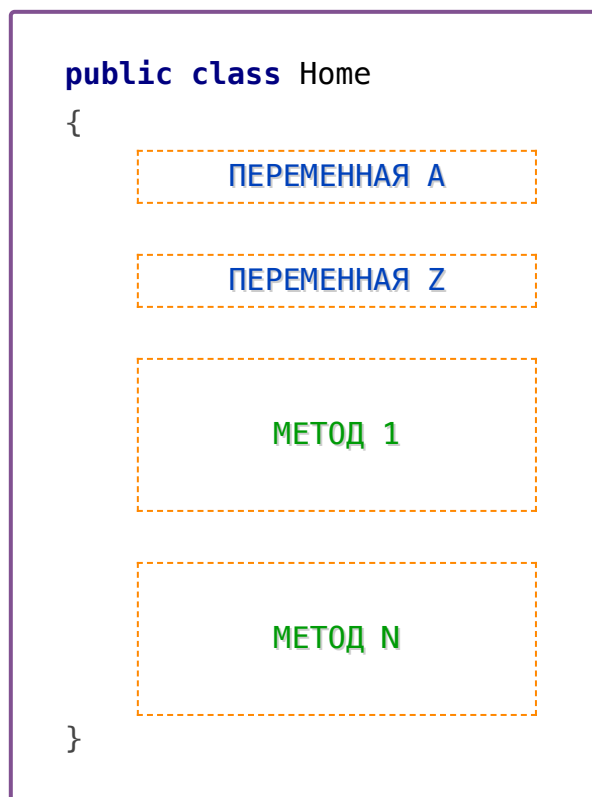 public class Home
{
ПЕРЕМЕННАЯ A
ПЕРЕМЕННАЯ Z
МЕТОД 1
МЕТОД N
}